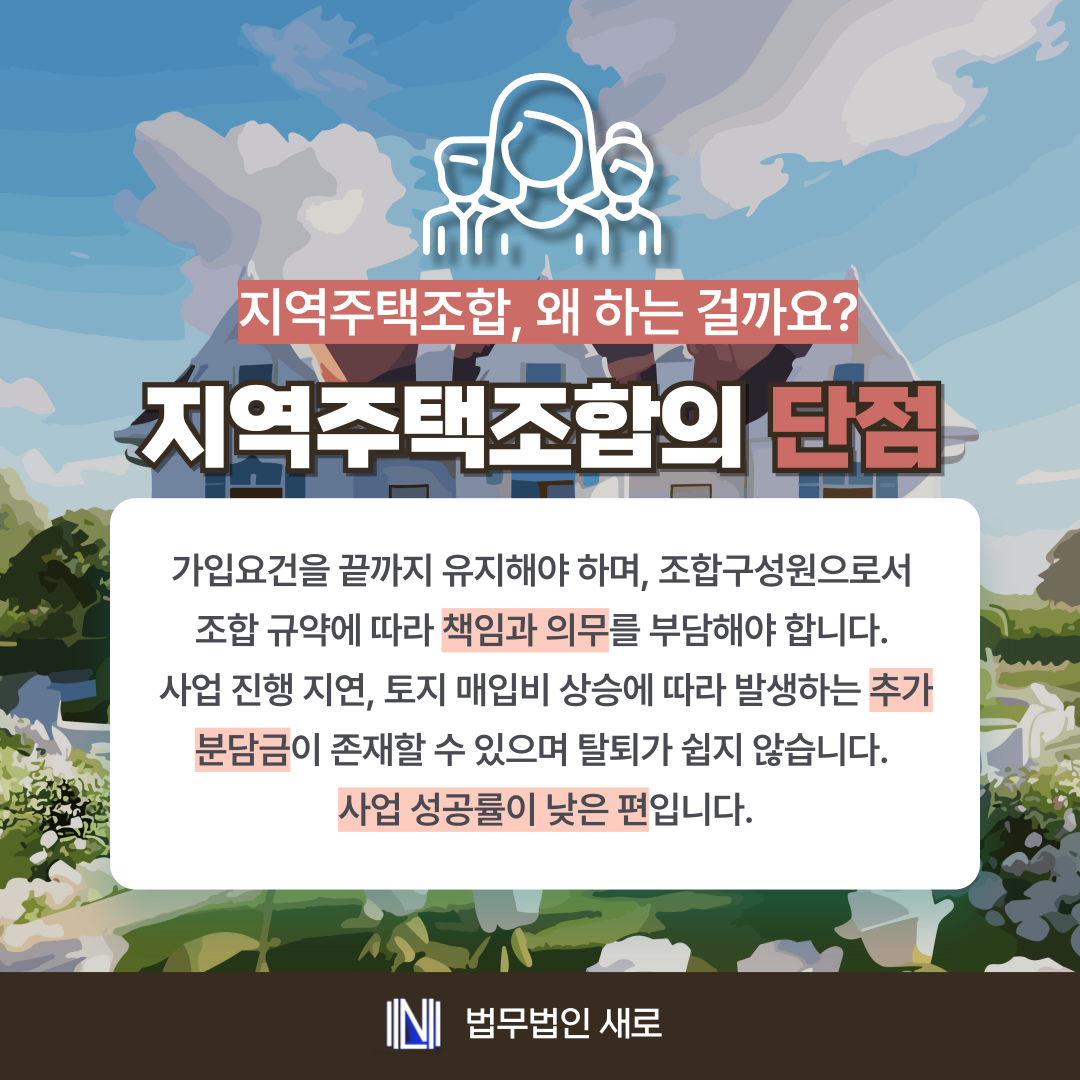 지역주택조합, 왜 하는 걸까요?
지역주택조합의 단점
가입요건을 끝까지 유지해야 하며, 조합구성원으로서
조합 규약에 따라 책임과 의무를 부담해야 합니다.
사업 진행 지연, 토지 매입비 상승에 따라 발생하는 추가
분담금이 존재할 수 있으며 탈퇴가 쉽지 않습니다.
사업 성공률이 낮은 편입니다.
법무법인 새로